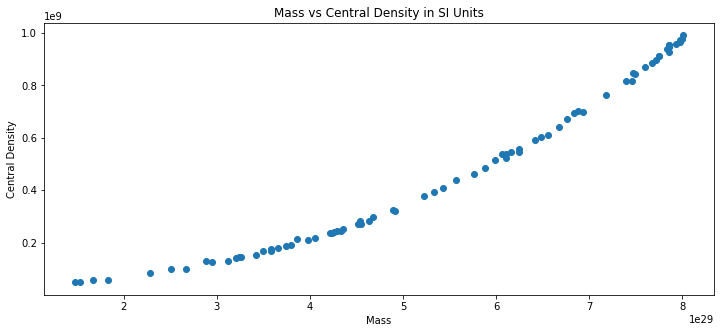 Mass vs Central Density in SI Units
1e9
1.0
0.8
0.6
0.4
0.2
Central Density
2 3 4 5 6 7 8
1e29
Mass